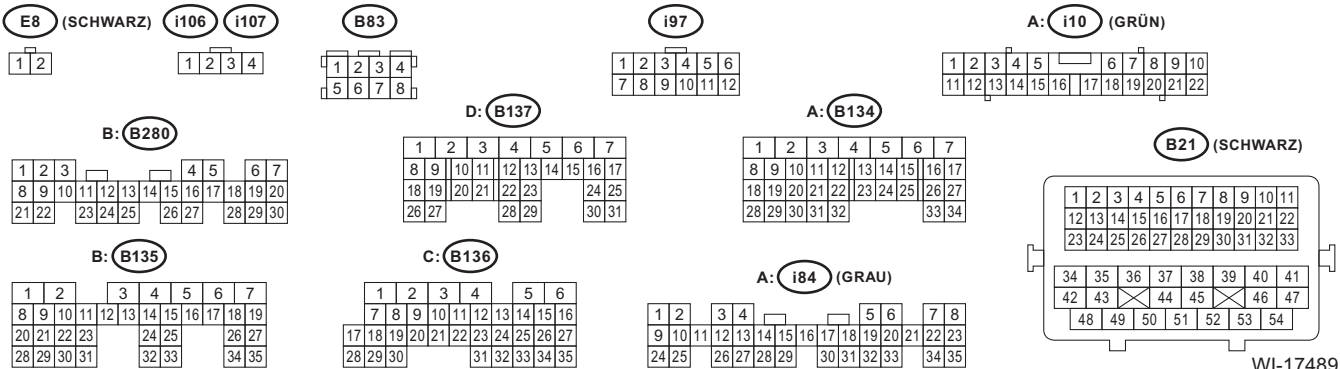 E8 (SCHWARZ) i106 i107 B83 i97 A: i10 (GRÜN)
1 2
1 2 3 4
1 2 3 4
5 6 7 8
1 2 3 4 5 6
7 8 9 10 11 12
1 2 3 4 5 6 7 8 9 10
11 12 13 14 15 16 17 18 19 20 21 22
B: B280
1 2 3 4 5 6 7
8 9 10 11 12 13 14 15 16 17 18 19 20
21 22 23 24 25 26 27 28 29 30
D: B137
1 2 3 4 5 6 7
8 9 10 11 12 13 14 15 16 17
18 19 20 21 22 23 24 25
26 27 28 29 30 31
A: B134
1 2 3 4 5 6 7
8 9 10 11 12 13 14 15 16 17
18 19 20 21 22 23 24 25 26 27
28 29 30 31 32 33 34
B21 (SCHWARZ)
1 2 3 4 5 6 7 8 9 10 11
12 13 14 15 16 17 18 19 20 21 22
23 24 25 26 27 28 29 30 31 32 33
34 35 36 37 38 39 40 41
42 43 44 45 46 47
48 49 50 51 52 53 54
B: B135
1 2 3 4 5 6 7
8 9 10 11 12 13 14 15 16 17 18 19
20 21 22 23 24 25 26 27
28 29 30 31 32 33 34 35
C: B136
1 2 3 4 5 6
7 8 9 10 11 12 13 14 15 16
17 18 19 20 21 22 23 24 25 26 27
28 29 30 31 32 33 34 35
A: i84 (GRAU)
1 2 3 4 5 6 7 8
9 10 11 12 13 14 15 16 17 18 19 20 21 22 23
24 25 26 27 28 29 30 31 32 33 34 35
WI-17489